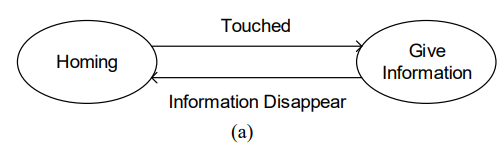 Touched
Homing
Give
Information
Information Disappear
(a)